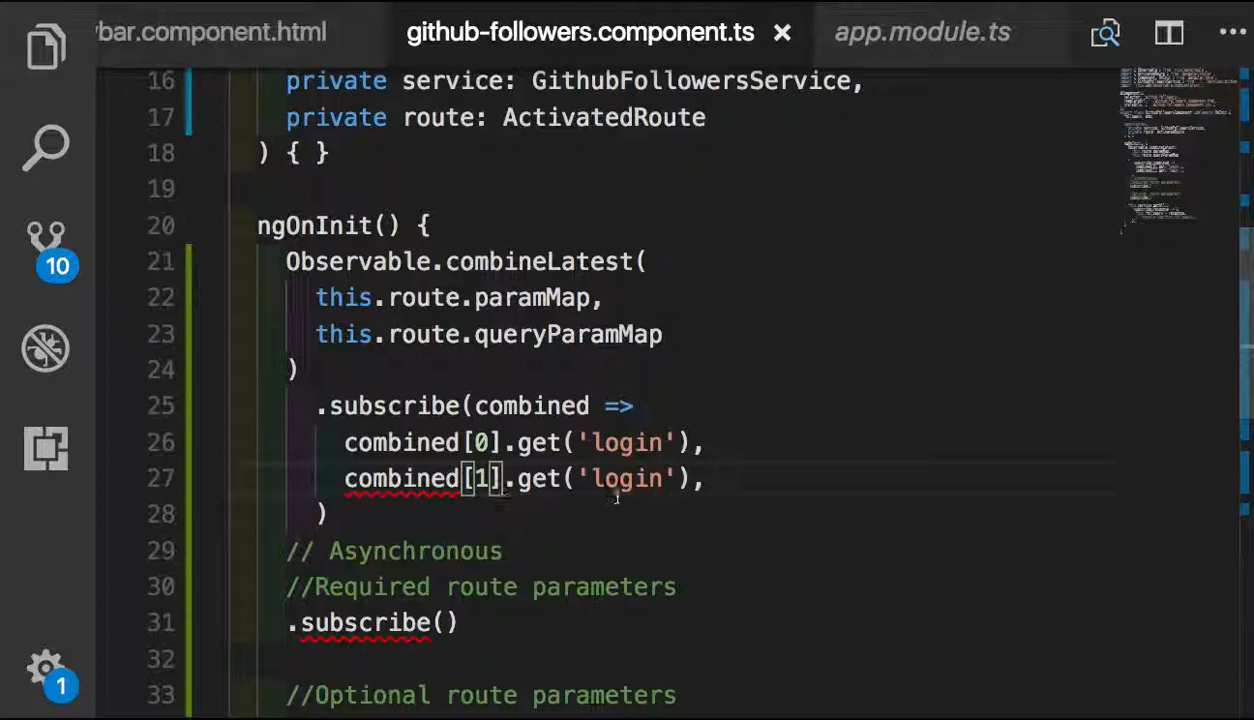 bar.component.html
github-followers.component.ts
app.module.ts
16 private service: GithubFollowersService,
17 private route: ActivatedRoute
18 ) { }
19
20 ngOnInit() {
21 Observable.combineLatest(
22 this.route.paramMap,
23 this.route.queryParamMap
24 )
25 .subscribe(combined =>
26 combined[0].get('login'),
27 combined[1].get('login'),
28 )
29 // Asynchronous
30 //Required route parameters
31 .subscribe()
32
33 //Optional route parameters
10
1